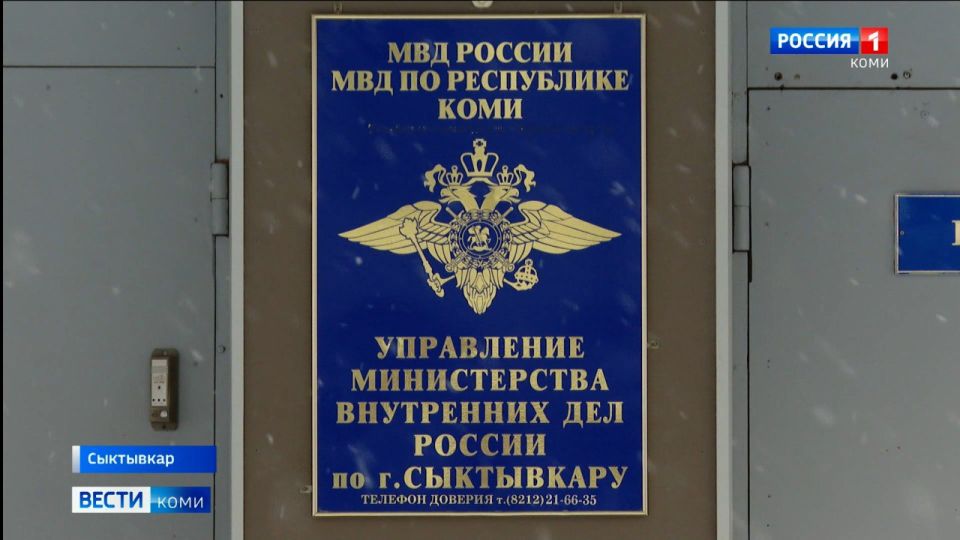 МВД РОССИИ
МВД ПО РЕСПУБЛИКЕ
КОМИ
УПРАВЛЕНИЕ
МИНИСТЕРСТВА
ВНУТРЕННИХ ДЕЛ
РОССИИ
по г.СЫКТЫВКАРУ
ТЕЛЕФОН ДОВЕРИЯ т.(8212)21-66-35
РОССИЯ 1
КОМИ
Сыктывкар
ВЕСТИ КОМИ